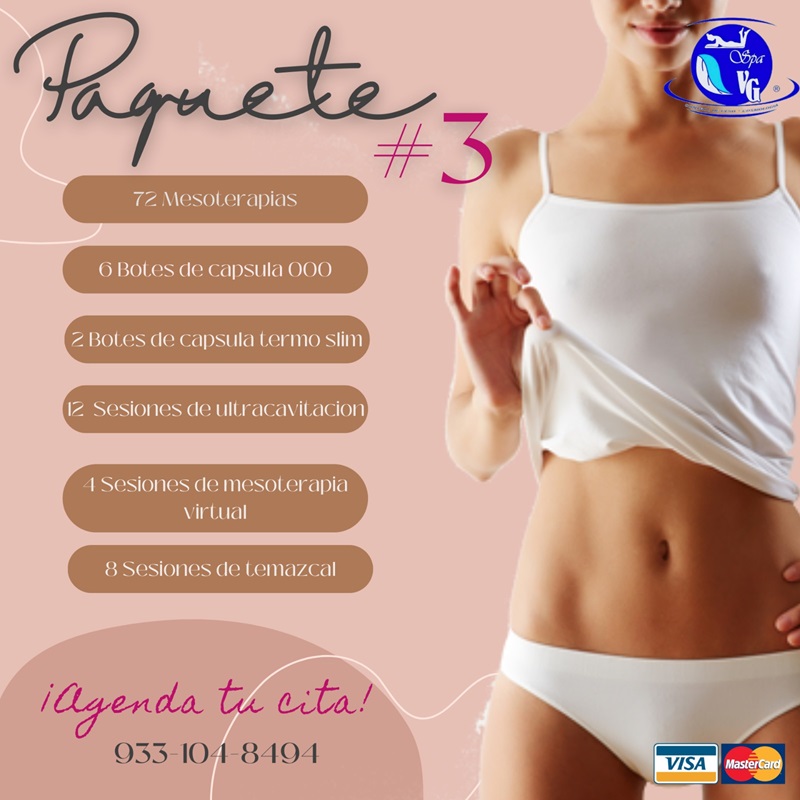 Paquete
#3
72 Mesoterapias
6 Botes de capsula 000
2 Botes de capsula termo slim
12 Sesiones de ultracavitacion
4 Sesiones de mesoterapia
virtual
8 Sesiones de temazcal
¡Agenda tu cita!
933-104-8494
Spa
VG
®
VISA
MasterCard